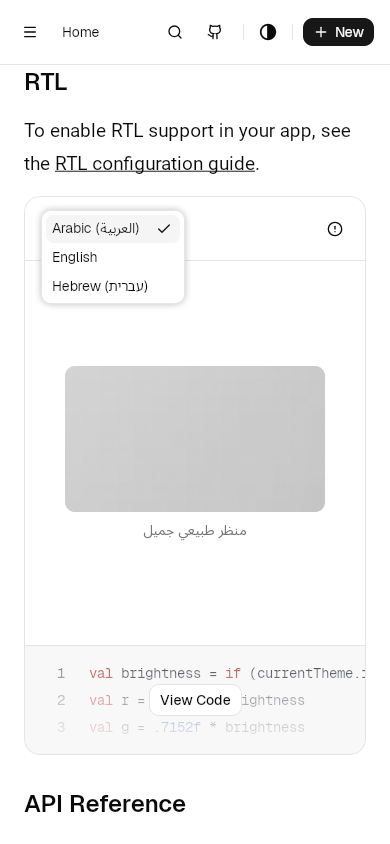 Home
New
RTL
To enable RTL support in your app, see
the RTL configuration guide.
Arabic (العربية)
English
Hebrew (עברית)
منظر طبيعي جميل
1 val brightness = if (currentTheme.
2 val r = ightness
3 val g = .7152f * brightness
View Code
API Reference